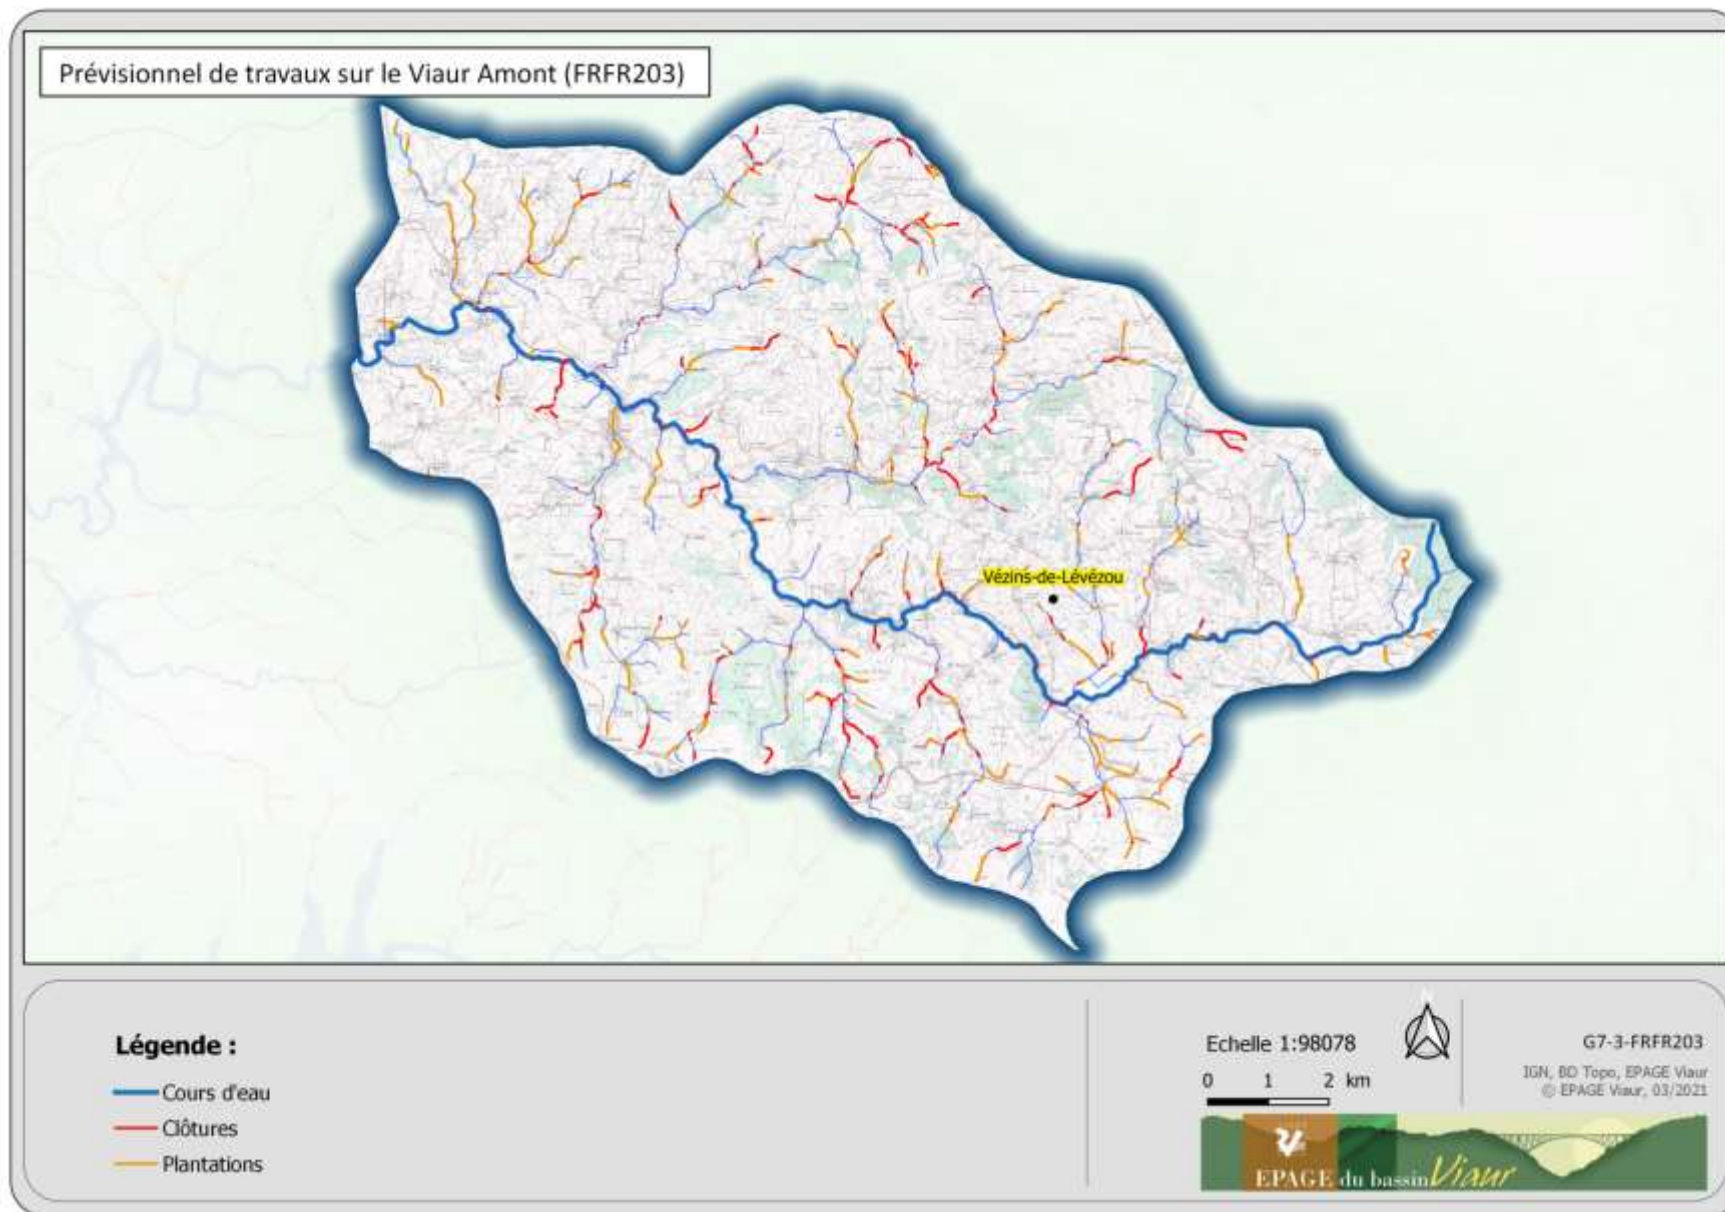 Prévisionnel de travaux sur le Viaur Amont (FRFR203)
Vézins-de-Lévézou
Légende :
Cours d'eau
Clôtures
Plantations
Echelle 1:98078
0 1 2 km
G7-3-FRFR203
IGN, BD Topo, EPAGE Viaur
© EPAGE Viaur, 03/2021
EPAGE du bassin Viaur